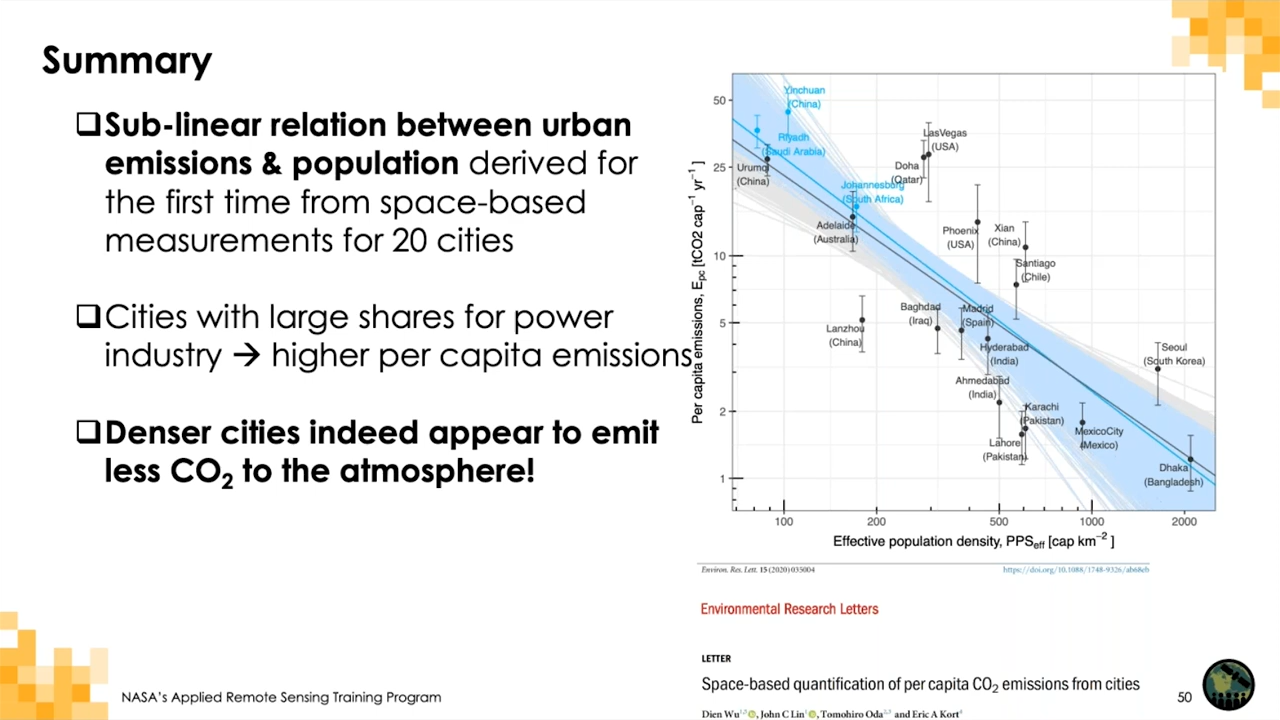 Summary
❑Sub-linear relation between urban
emissions & population derived for
the first time from space-based
measurements for 20 cities
❑Cities with large shares for power
industry → higher per capita emissions
❑Denser cities indeed appear to emit
less CO₂ to the atmosphere!
Per capita emissions, Epc [tCO2 cap⁻¹ yr⁻¹]
50
25
10
5
2
1
Yinchuan
(China)
Riyadh
(Saudi Arabia)
Urumqi
(China)
LasVegas
(USA)
Doha
(Qatar)
Johannesburg
(South Africa)
Adelaide
(Australia)
Phoenix
(USA)
Xian
(China)
Santiago
(Chile)
Baghdad
(Iraq)
Madrid
(Spain)
Lanzhou
(China)
Hyderabad
(India)
Seoul
(South Korea)
Ahmedabad
(India)
Karachi
(Pakistan)
Lahore
(Pakistan)
MexicoCity
(Mexico)
Dhaka
(Bangladesh)
100 200 500 1000 2000
Effective population density, PPSeff [cap km⁻²]
Environ. Res. Lett. 15 (2020) 035004 https://doi.org/10.1088/1748-9326/ab68eb
Environmental Research Letters
LETTER
Space-based quantification of per capita CO₂ emissions from cities
Dien Wu, John C Lin, Tomohiro Oda and Eric A Kort
NASA's Applied Remote Sensing Training Program
50